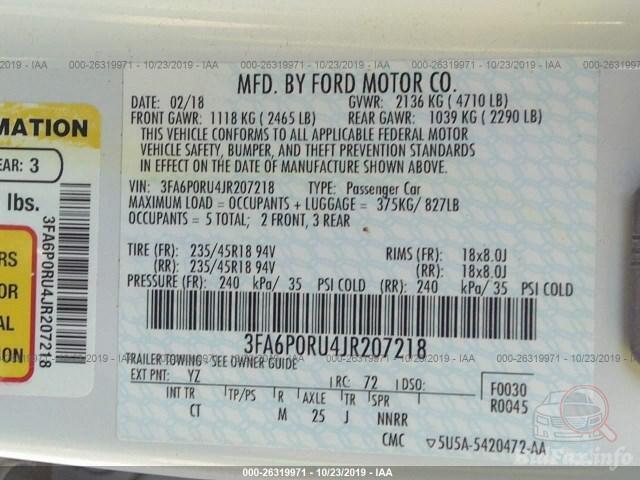 000-26319971 - 10/23/2019 - IAA
MFD. BY FORD MOTOR CO.
DATE: 02/18 GVWR: 2136 KG ( 4710 LB)
FRONT GAWR: 1118 KG ( 2465 LB) REAR GAWR: 1039 KG ( 2290 LB)
THIS VEHICLE CONFORMS TO ALL APPLICABLE FEDERAL MOTOR
VEHICLE SAFETY, BUMPER, AND THEFT PREVENTION STANDARDS
IN EFFECT ON THE DATE OF MANUFACTURE SHOWN ABOVE.
VIN: 3FA6P0RU4JR207218 TYPE: Passenger Car
MAXIMUM LOAD = OCCUPANTS + LUGGAGE = 375KG/ 827LB
OCCUPANTS = 5 TOTAL; 2 FRONT, 3 REAR
TIRE (FR): 235/45R18 94V RIMS (FR): 18x8.0J
(RR): 235/45R18 94V (RR): 18x8.0J
PRESSURE (FR): 240 kPa/ 35 PSI COLD (RR): 240 kPa/ 35 PSI COLD
3FA6P0RU4JR207218
TRAILER TOWING - SEE OWNER GUIDE
EXT PNT: YZ RC: 72 DSO:
INT TR TP/PS R AXLE TR SPR
CT M 25 J NNRR
F0030
R0045
CMC ▽5U5A-5420472-AA
MATION
EAR: 3
lbs.
RS
OR
AL
N
3FA6P0RU4JR207218
BidFax.info
000-26319971 - 10/23/2019 - IAA